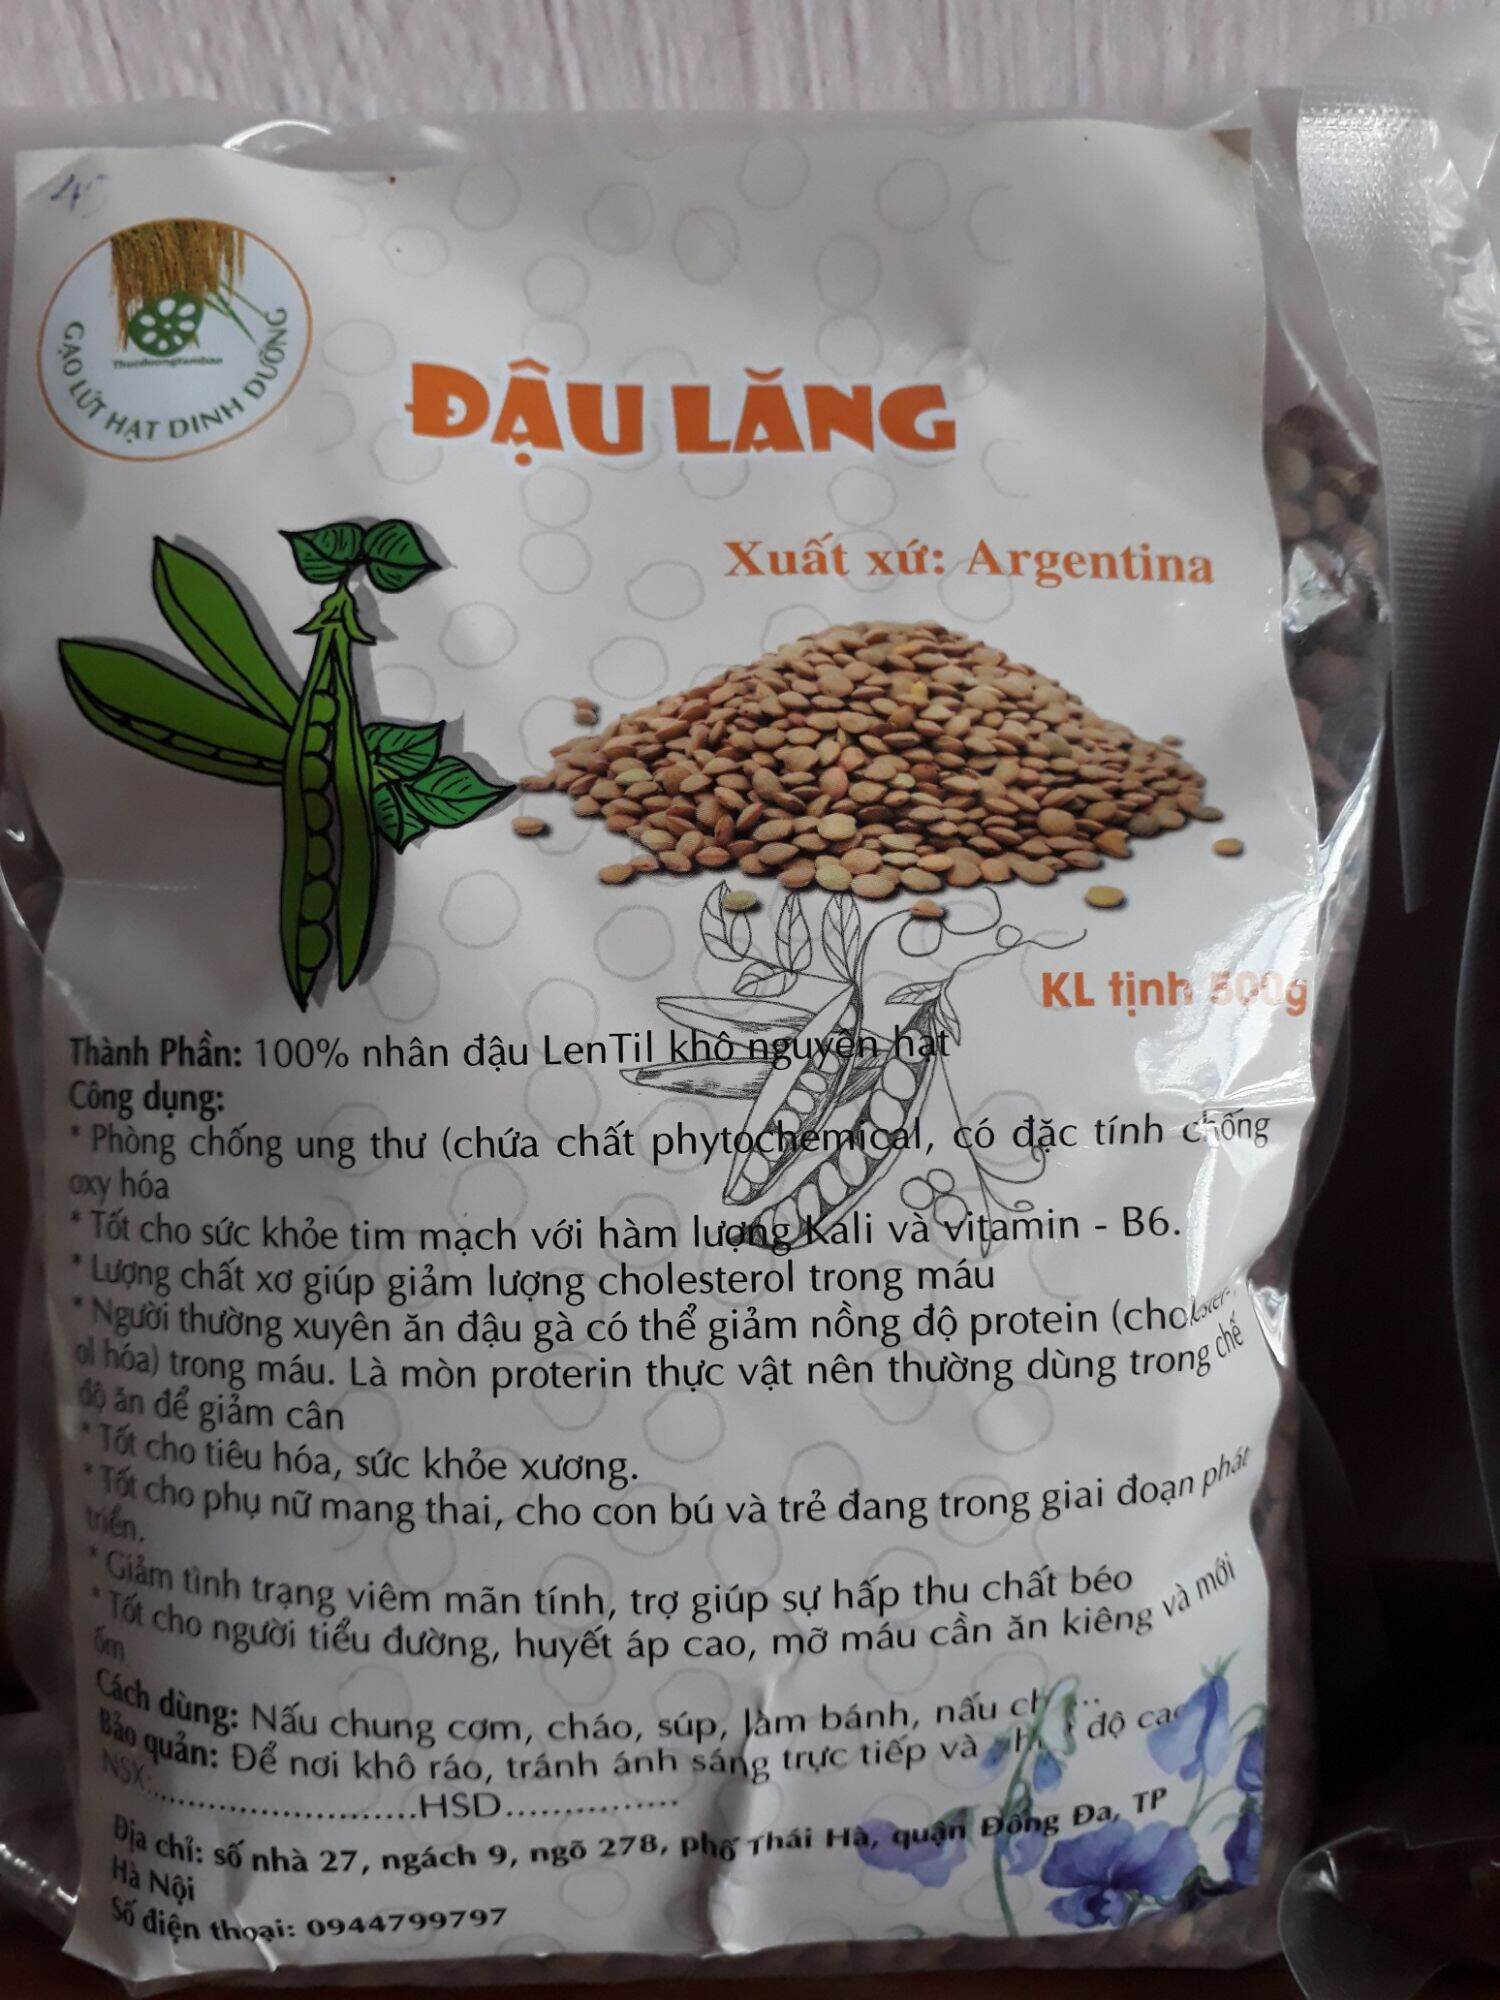 GẠO LỨT HẠT DINH DƯỠNG
Thucduongtambao
ĐẬU LĂNG
Xuất xứ: Argentina
KL tịnh 500g
Thành Phần: 100% nhân đậu LenTil khô nguyên hạt
Công dụng:
* Phòng chống ung thư (chứa chất phytochemical, có đặc tính chống
oxy hóa
* Tốt cho sức khỏe tim mạch với hàm lượng Kali và vitamin - B6.
* Lượng chất xơ giúp giảm lượng cholesterol trong máu
* Người thường xuyên ăn đậu gà có thể giảm nồng độ protein (cholester-
ol hóa) trong máu. Là mòn proterin thực vật nên thường dùng trong chế
độ ăn để giảm cân
* Tốt cho tiêu hóa, sức khỏe xương.
* Tốt cho phụ nữ mang thai, cho con bú và trẻ đang trong giai đoạn phát
triển.
* Giảm tình trạng viêm mãn tính, trợ giúp sự hấp thu chất béo
* Tốt cho người tiểu đường, huyết áp cao, mỡ máu cần ăn kiêng và mới
ốm
Cách dùng: Nấu chung cơm, cháo, súp, làm bánh, nấu
Bảo quản: Để nơi khô ráo, tránh ánh sáng trực tiếp và nhiệt độ cao
NSX:..........................HSD...............
Địa chỉ: số nhà 27, ngách 9, ngõ 278, phố Thái Hà, quận Đông Đa, TP
Hà Nội
Số điện thoại: 0944799797